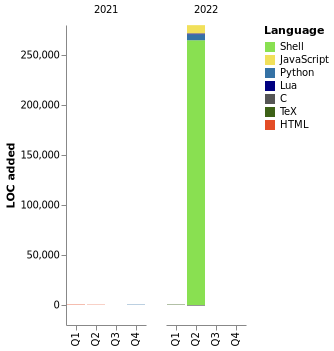 2021 2022
Language
Shell
JavaScript
Python
Lua
C
TeX
HTML
LOC added
250,000
200,000
150,000
100,000
50,000
0
Q1 Q2 Q3 Q4 Q1 Q2 Q3 Q4